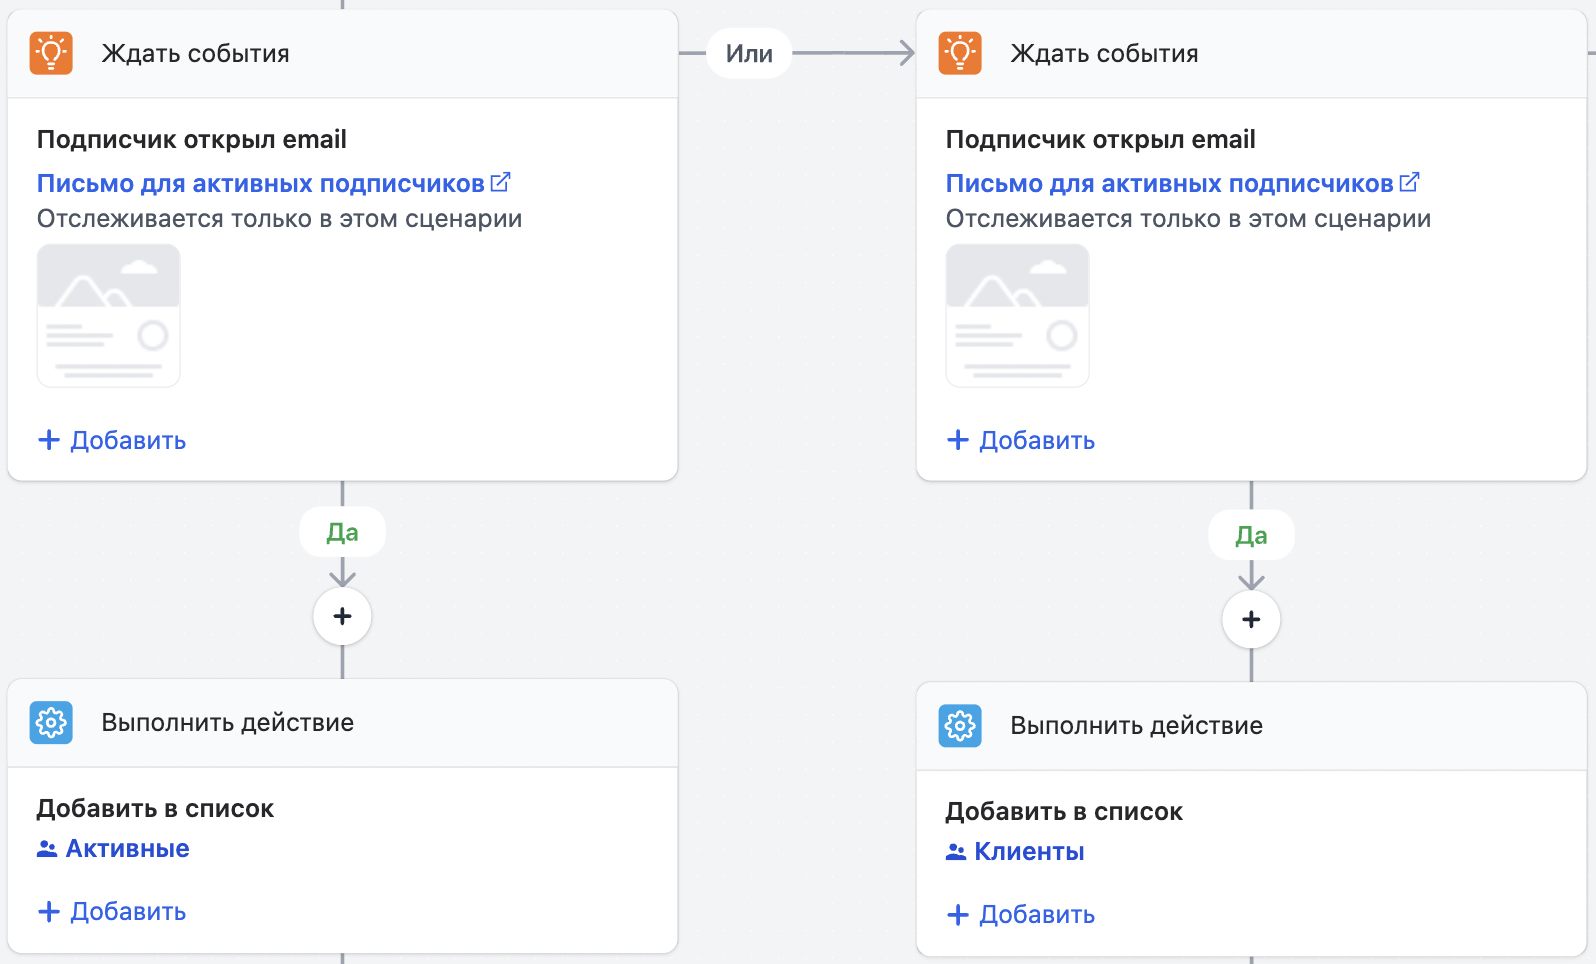 Ждать события
Подписчик открыл email
Письмо для активных подписчиков
Отслеживается только в этом сценарии
Добавить
Да
Выполнить действие
Добавить в список
Активные
Добавить
Или
Ждать события
Подписчик открыл email
Письмо для активных подписчиков
Отслеживается только в этом сценарии
Добавить
Да
Выполнить действие
Добавить в список
Клиенты
Добавить